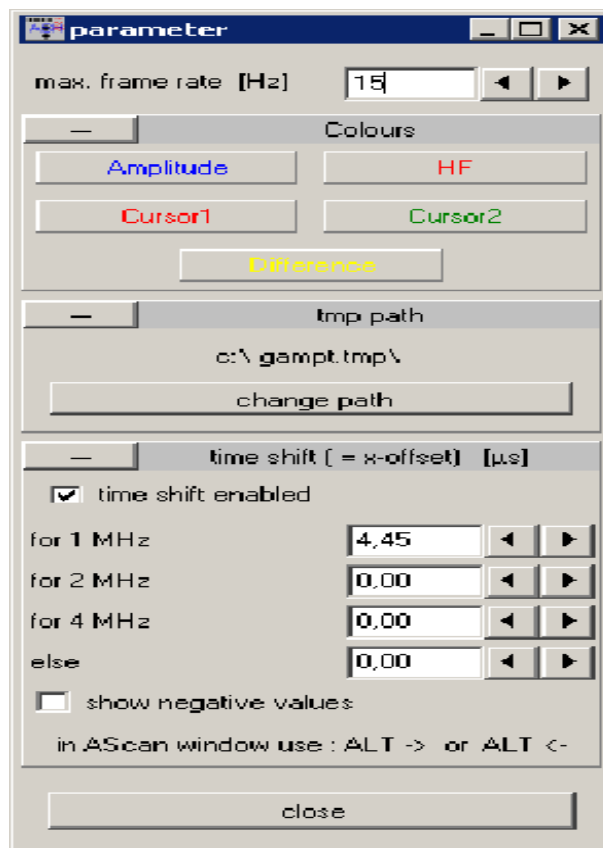 parameter
max. frame rate [Hz] 15
Colours
Amplitude HF
Cursor1 Cursor2
Difference
tmp path
c:\ gampt.tmp\
change path
time shift ( = x-offset) [µs]
time shift enabled
for 1 MHz 4,45
for 2 MHz 0,00
for 4 MHz 0,00
else 0,00
show negative values
in AScan window use : ALT -> or ALT <-
close